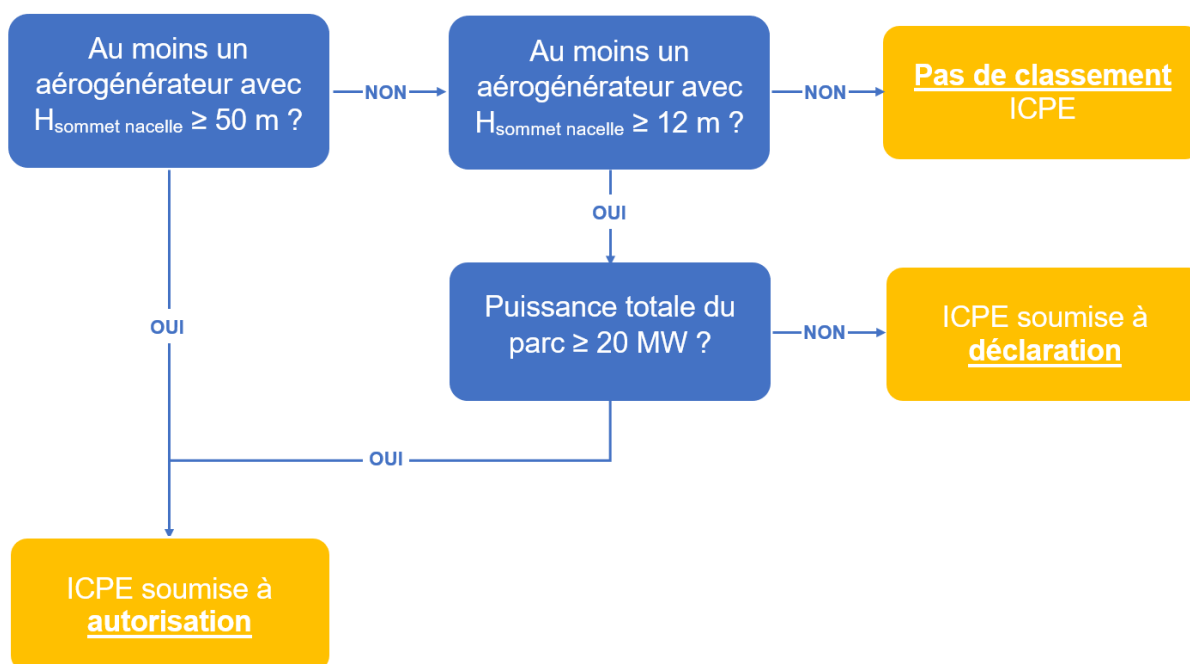 Au moins un
aérogénérateur avec
Hsommet nacelle ≥ 50 m ?
NON
Au moins un
aérogénérateur avec
Hsommet nacelle ≥ 12 m ?
NON
Pas de classement
ICPE
OUI
OUI
Puissance totale du
parc ≥ 20 MW ?
NON
ICPE soumise à
déclaration
OUI
ICPE soumise à
autorisation